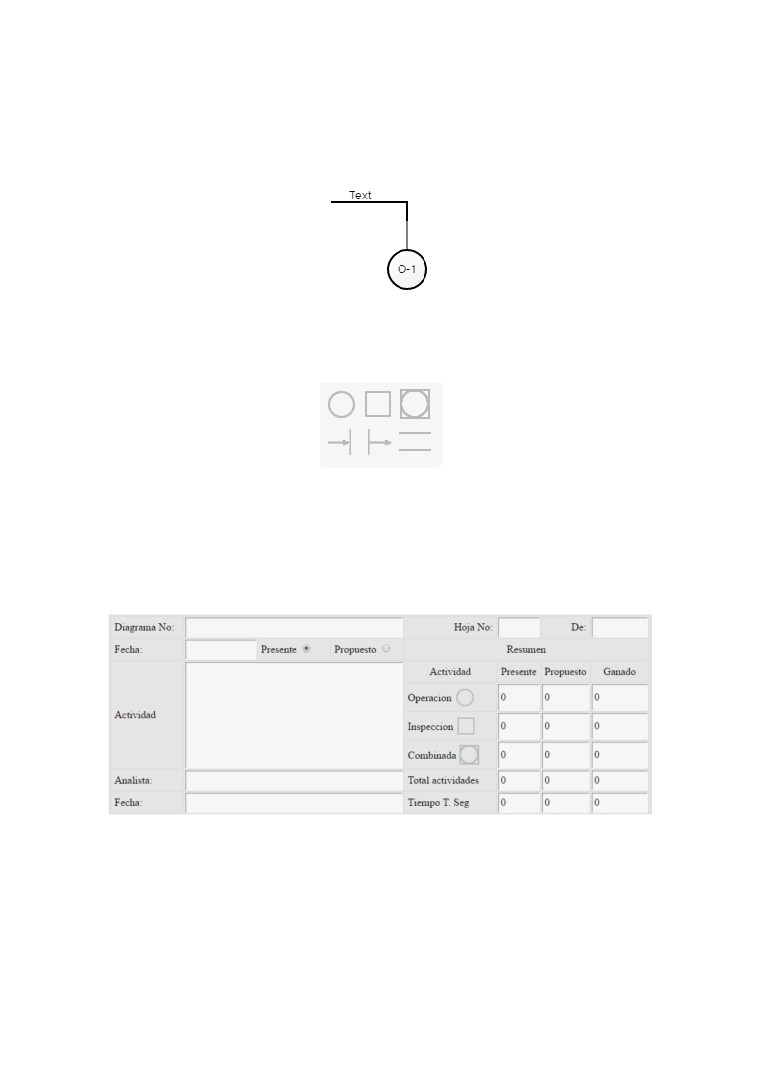 Text
O-1
Diagrama No: Hoja No: De:
Fecha: Presente Propuesto Resumen
Actividad Actividad Presente Propuesto Ganado
Operacion 0 0 0
Inspeccion 0 0 0
Combinada 0 0 0
Analista: Total actividades 0 0 0
Fecha: Tiempo T. Seg 0 0 0